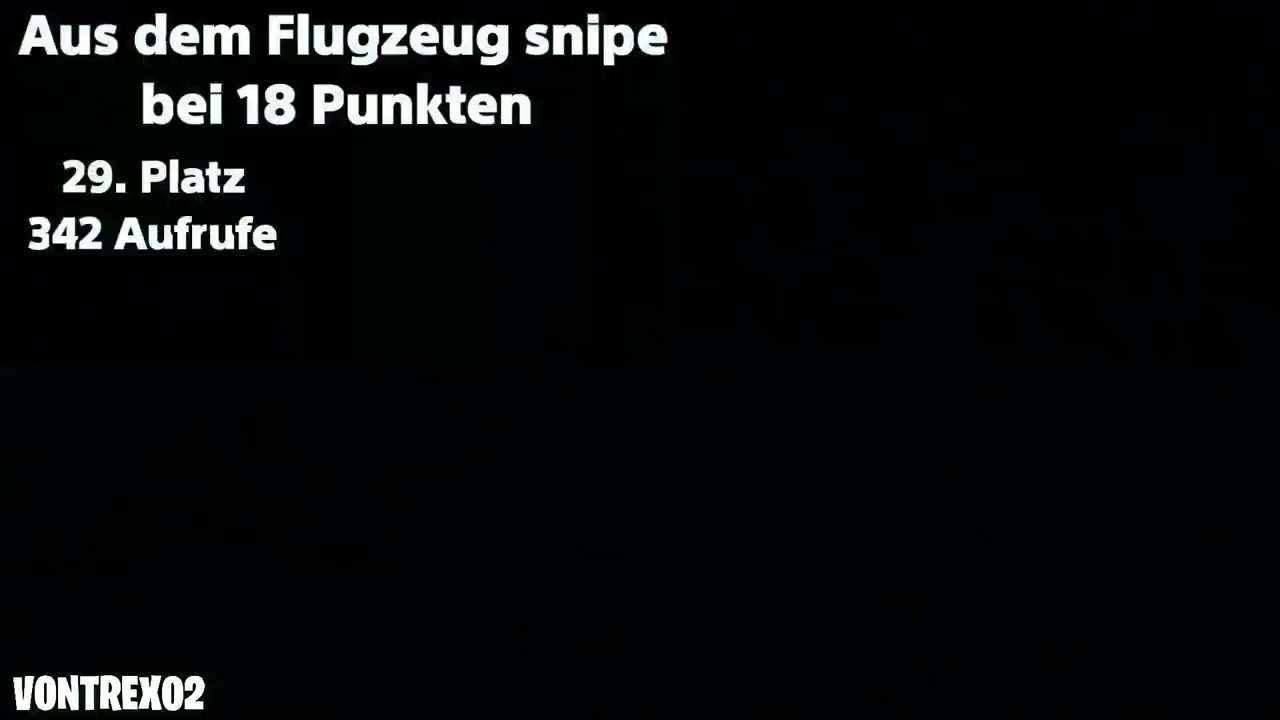 Aus dem Flugzeug snipe
bei 18 Punkten
29. Platz
342 Aufrufe
VONTREX02